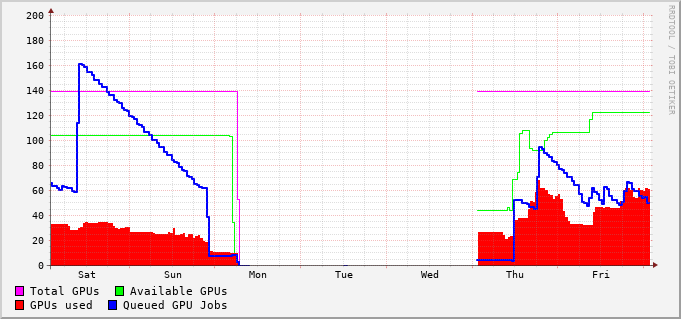 200
180
160
140
120
100
80
60
40
20
0
Sat Sun Mon Tue Wed Thu Fri
RRDTOOL / TOBI OETIKER
Total GPUs Available GPUs
GPUs used Queued GPU Jobs